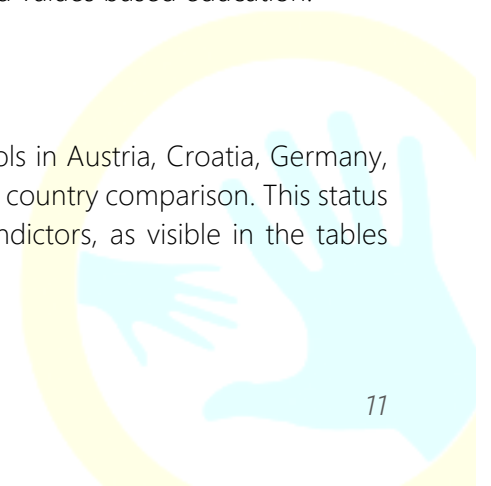 values based education.
ols in Austria, Croatia, Germany,
country comparison. This status
ndictors, as visible in the tables
11